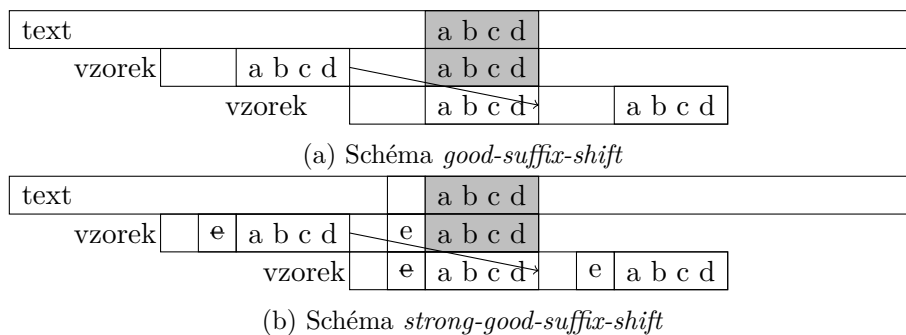 text a b c d
vzorek a b c d a b c d
vzorek a b c d a b c d
(a) Schéma good-suffix-shift
text a b c d
vzorek e a b c d e a b c d
vzorek e a b c d e a b c d
(b) Schéma strong-good-suffix-shift